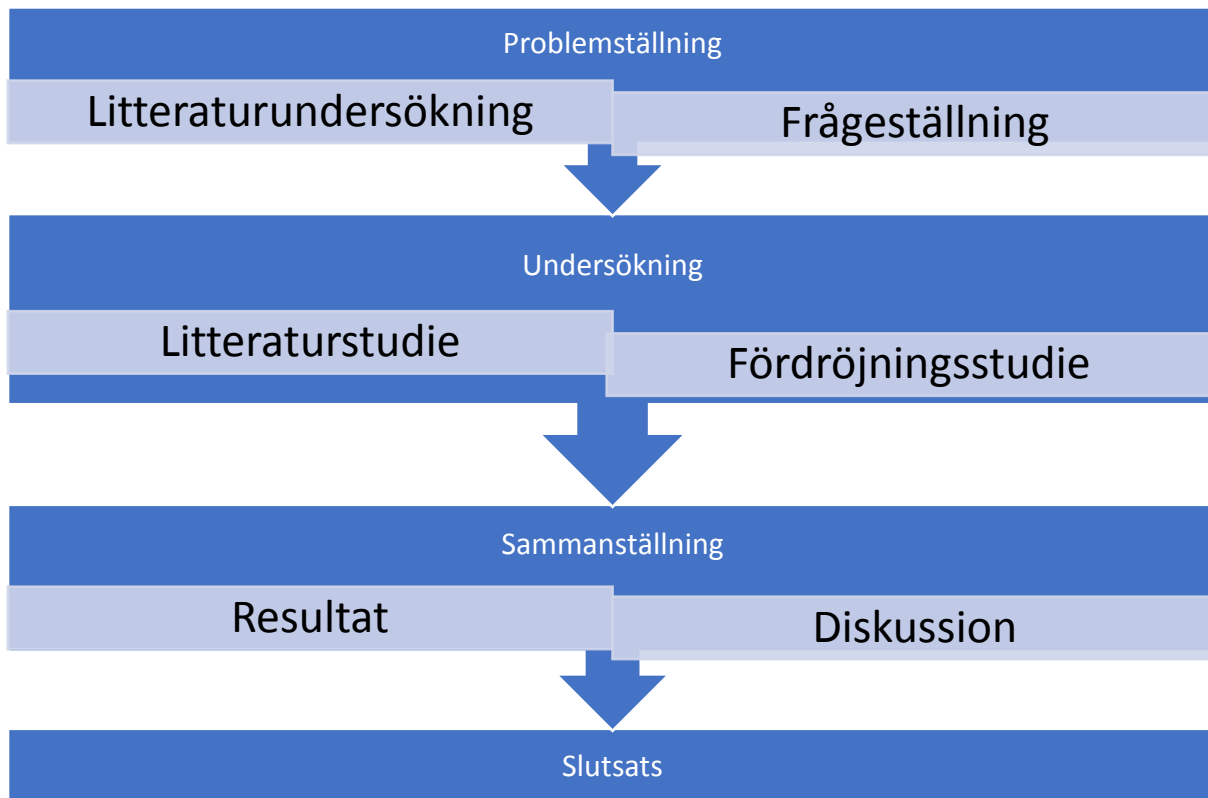 Problemställning
Litteraturundersökning
Frågeställning
Undersökning
Litteraturstudie
Fördröjningsstudie
Sammanställning
Resultat
Diskussion
Slutsats